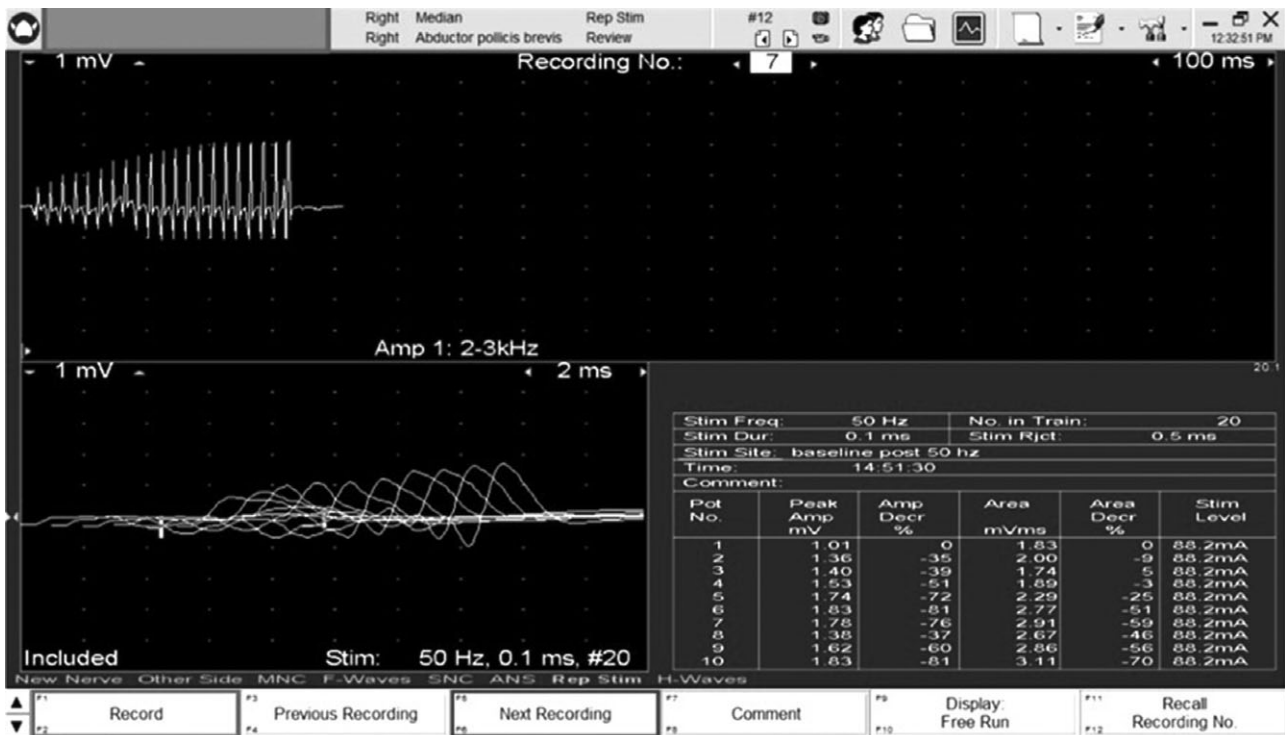 Right Median Rep Stim #12
Right Abductor pollicis brevis Review 12:32:51 PM
1 mV Recording No.: 7 100 ms
Amp 1: 2-3kHz
1 mV 2 ms 20.1
Stim Freq: 50 Hz No. in Train: 20
Stim Dur: 0.1 ms Stim Rjct: 0.5 ms
Stim Site: baseline post 50 hz
Time: 14:51:30
Comment:
Pot No. Peak Amp mV Amp Decr % Area mVms Area Decr % Stim Level
1 1.01 0 1.83 0 88.2mA
2 1.36 -35 2.00 -9 88.2mA
3 1.40 -39 1.74 5 88.2mA
4 1.53 -51 1.89 -3 88.2mA
5 1.74 -72 2.29 -25 88.2mA
6 1.83 -81 2.77 -51 88.2mA
7 1.78 -76 2.91 -59 88.2mA
8 1.38 -37 2.67 -46 88.2mA
9 1.62 -60 2.86 -56 88.2mA
10 1.83 -81 3.11 -70 88.2mA
Included Stim: 50 Hz, 0.1 ms, #20
New Nerve Other Side MNC F-Waves SNC ANS Rep Stim H-Waves
F1 Record F2
F3 Previous Recording F4
Next Recording
F7 Comment F8
F9 Display: Free Run F10
F11 Recall Recording No. F12